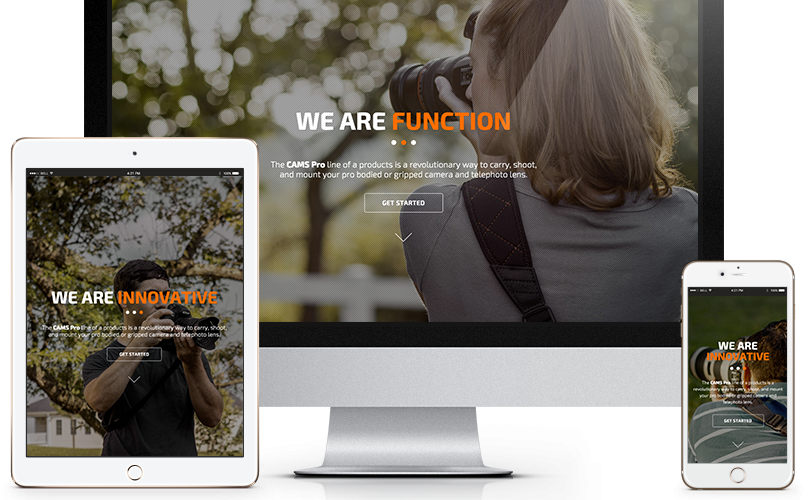 WE ARE FUNCTION
The CAMS Pro line of a products is a revolutionary way to carry, shoot,
and mount your pro bodied or gripped camera and telephoto lens.
GET STARTED
4:21 PM
100%
WE ARE INNOVATIVE
The CAMS Pro line of a products is a revolutionary way to carry, shoot,
and mount your pro bodied or gripped camera and telephoto lens.
GET STARTED
4:21 PM
100%
WE ARE
INNOVATIVE
The CAMS Pro line of a product is a
revolutionary way to carry, shoot, and mount
your pro bodied or gripped camera and
telephoto lens.
GET STARTED